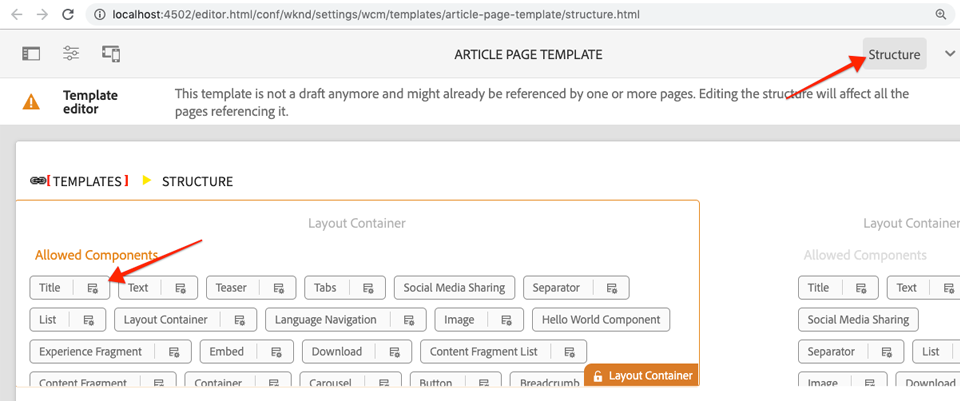 localhost:4502/editor.html/conf/wknd/settings/wcm/templates/article-page-template/structure.html
ARTICLE PAGE TEMPLATE
Structure
Template editor
This template is not a draft anymore and might already be referenced by one or more pages. Editing the structure will affect all the
pages referencing it.
[ TEMPLATES ] STRUCTURE
Layout Container
Layout Container
Allowed Components
Allowed Components
Title Text Teaser Tabs Social Media Sharing Separator
Title Text
List Layout Container Language Navigation Image Hello World Component
Social Media Sharing
Experience Fragment Embed Download Content Fragment List
Separator List
Content Fragment Container Carousel Button Breadcrumb
Layout Container
Image Download